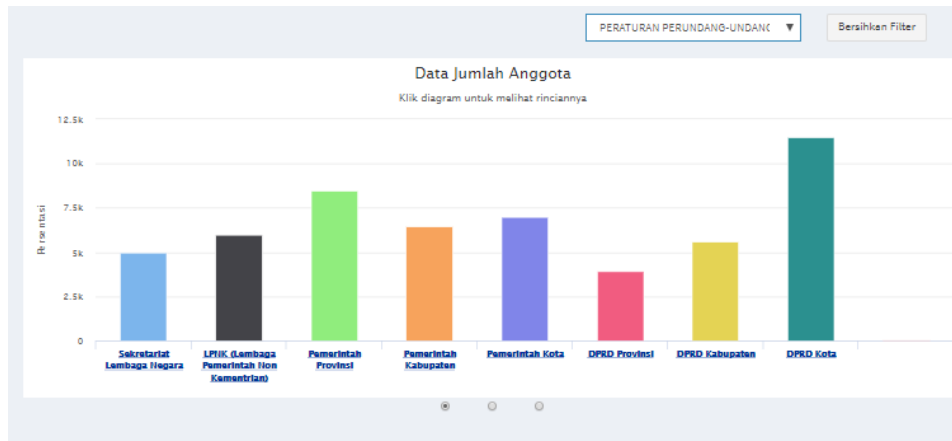 PERATURAN PERUNDANG-UNDANG ▼
Bersihkan Filter
Data Jumlah Anggota
Klik diagram untuk melihat rinciannya
Persentasi
12.5k
10k
7.5k
5k
2.5k
0
Sekretariat
Lembaga Negara
LPNK (Lembaga
Pemerintah Non
Kementrian)
Pemerintah
Provinsi
Pemerintah
Kabupaten
Pemerintah Kota
DPRD Provinsi
DPRD Kabupaten
DPRD Kota